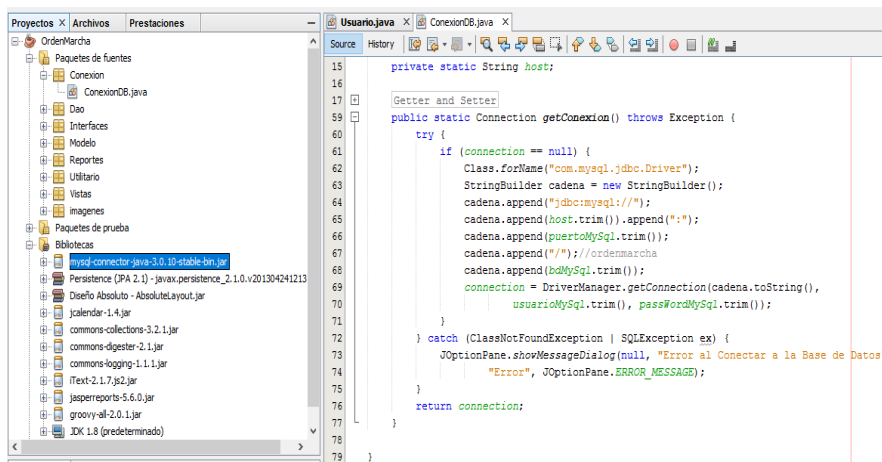 Proyectos × Archivos Prestaciones
OrdenMarcha
Paquetes de fuentes
Conexion
ConexionDB.java
Dao
Interfaces
Modelo
Reportes
Utilitario
Vistas
imagenes
Paquetes de prueba
Bibliotecas
mysql-connector-java-3.0.10-stable-bin.jar
Persistence (JPA 2.1) - javax.persistence_2.1.0.v201304241213
Diseño Absoluto - AbsoluteLayout.jar
jcalendar-1.4.jar
commons-collections-3.2.1.jar
commons-digester-2.1.jar
commons-logging-1.1.1.jar
iText-2.1.7.js2.jar
jasperreports-5.6.0.jar
groovy-all-2.0.1.jar
JDK 1.8 (predeterminado)
Usuario.java × ConexionDB.java ×
Source History
15 private static String host;
16
17 Getter and Setter
59 public static Connection getConexion() throws Exception {
60 try {
61 if (connection == null) {
62 Class.forName("com.mysql.jdbc.Driver");
63 StringBuilder cadena = new StringBuilder();
64 cadena.append("jdbc:mysql://");
65 cadena.append(host.trim()).append(":");
66 cadena.append(puertoMySql.trim());
67 cadena.append("/");//ordenmarcha
68 cadena.append(bdMySql.trim());
69 connection = DriverManager.getConnection(cadena.toString(),
70 usuarioMySql.trim(), passWordMySql.trim());
71 }
72 } catch (ClassNotFoundException | SQLException ex) {
73 JOptionPane.showMessageDialog(null, "Error al Conectar a la Base de Datos
74 "Error", JOptionPane.ERROR_MESSAGE);
75 }
76 return connection;
77 }
78
79 }